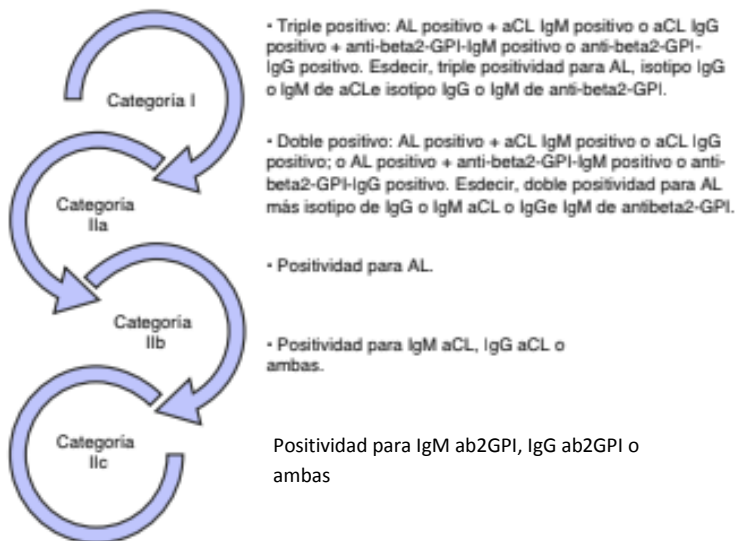 Categoria I
• Triple positivo: AL positivo + aCL IgM positivo o aCL IgG
positivo + anti-beta2-GPI-IgM positivo o anti-beta2-GPI-
IgG positivo. Esdecir, triple positividad para AL, isotipo IgG
o IgM de aCLe isotipo IgG o IgM de anti-beta2-GPI.
Categoria
IIa
• Doble positivo: AL positivo + aCL IgM positivo o aCL IgG
positivo; o AL positivo + anti-beta2-GPI-IgM positivo o anti-
beta2-GPI-IgG positivo. Esdecir, doble positividad para AL
más isotipo de IgG o IgM aCL o IgGe IgM de antibeta2-GPI.
• Positividad para AL.
Categoria
IIb
• Positividad para IgM aCL, IgG aCL o
ambas.
Categoria
IIc
Positividad para IgM ab2GPI, IgG ab2GPI o
ambas